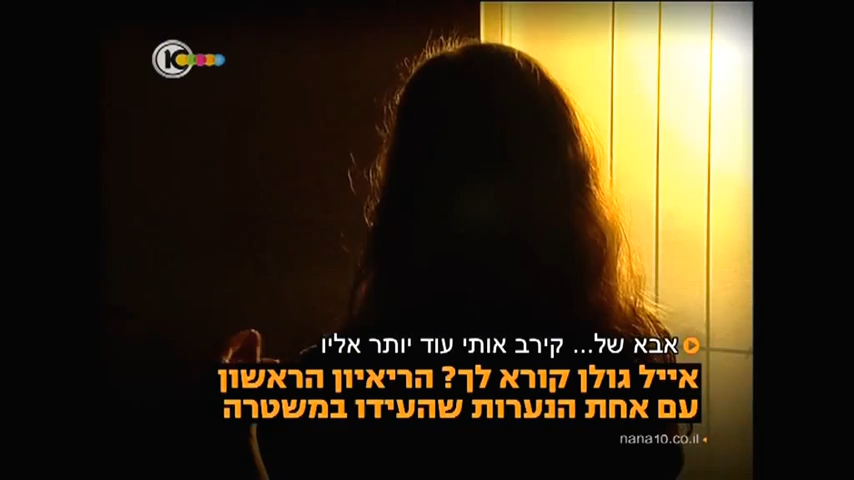 10
אבא של... קירב אותי עוד יותר אליו
אייל גולן קורא לך? הריאיון הראשון
עם אחת הנערות שהעידו במשטרה
nana10.co.il